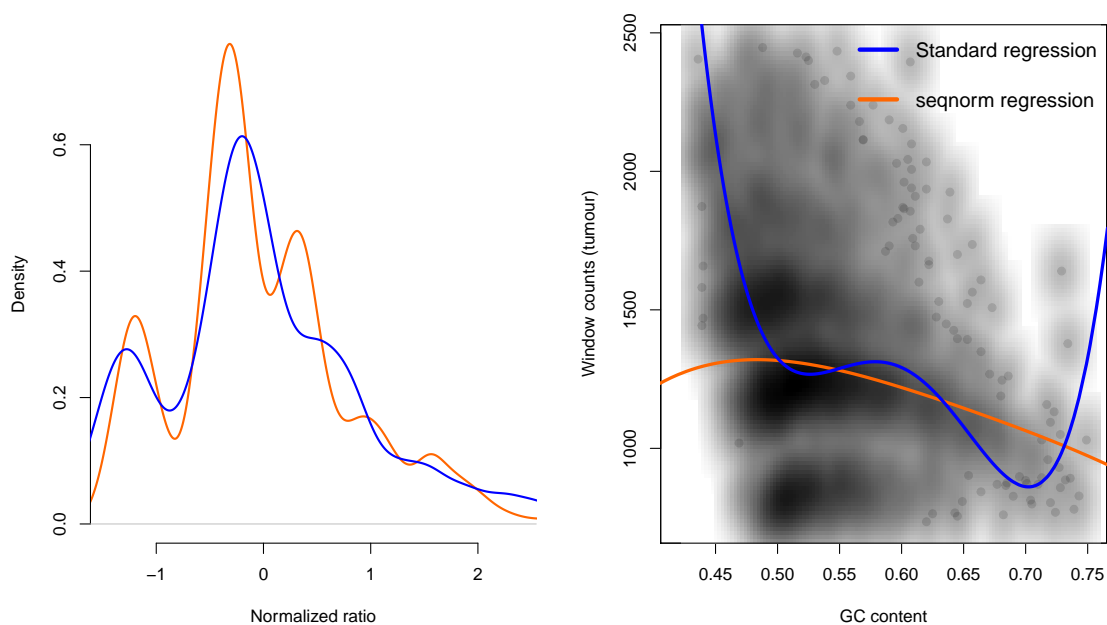 Density
0.6
0.4
0.2
0.0
−1 0 1 2
Normalized ratio
Window counts (tumour)
2500
2000
1500
1000
Standard regression
seqnorm regression
0.45 0.50 0.55 0.60 0.65 0.70 0.75
GC content